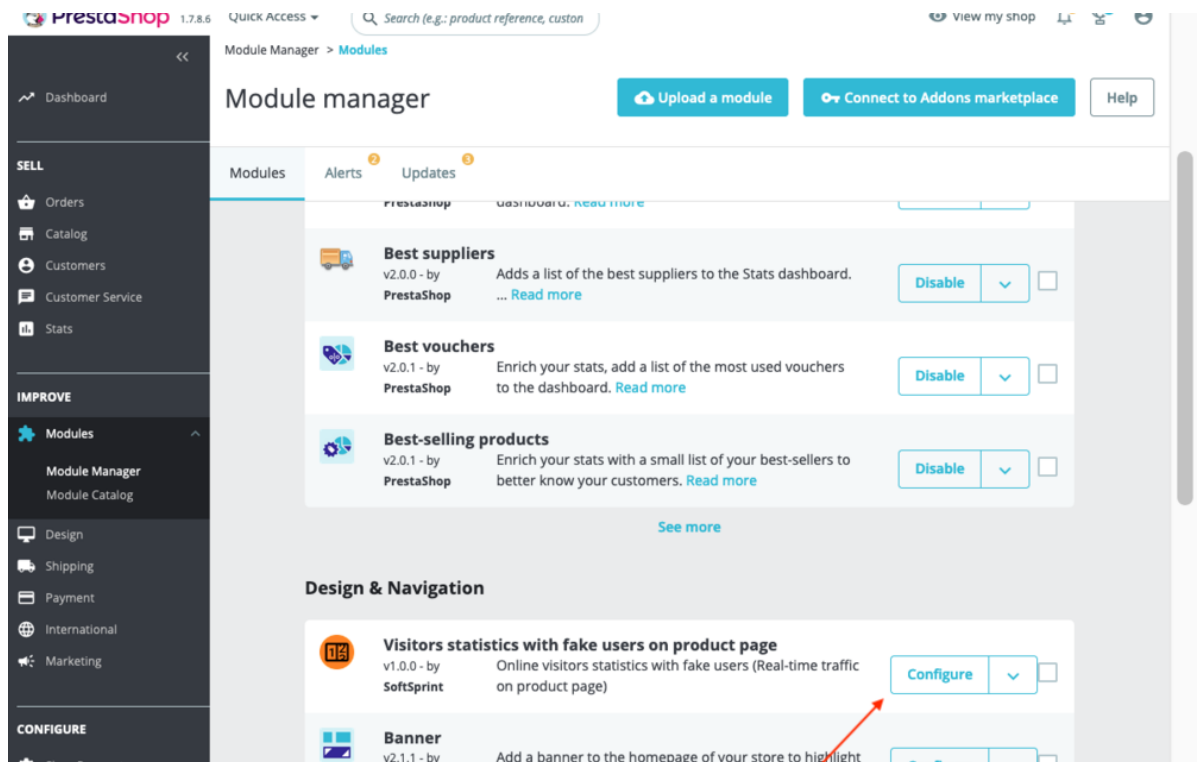 PrestaShop 1.7.8.6 Quick Access Search (e.g.: product reference, custon View my shop
Module Manager > Modules
Module manager
Upload a module
Connect to Addons marketplace
Help
Dashboard
SELL
Orders
Catalog
Customers
Customer Service
Stats
IMPROVE
Modules
Module Manager
Module Catalog
Design
Shipping
Payment
International
Marketing
CONFIGURE
Modules
Alerts 2
Updates 3
PrestaShop dashboard. Read more
Best suppliers
v2.0.0 - by Adds a list of the best suppliers to the Stats dashboard.
PrestaShop ... Read more
Disable
Best vouchers
v2.0.1 - by Enrich your stats, add a list of the most used vouchers
PrestaShop to the dashboard. Read more
Disable
Best-selling products
v2.0.1 - by Enrich your stats with a small list of your best-sellers to
PrestaShop better know your customers. Read more
Disable
See more
Design & Navigation
Visitors statistics with fake users on product page
v1.0.0 - by Online visitors statistics with fake users (Real-time traffic
SoftSprint on product page)
Configure
Banner
v2.1.1 - by Add a banner to the homepage of your store to highlight